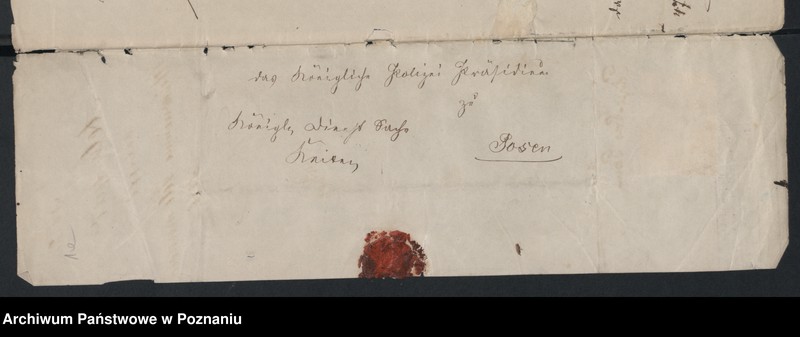 das Königliche Polizei Präsidium
zu
Königl. Dienst Sache
Posen
Archiwum Państwowe w Poznaniu